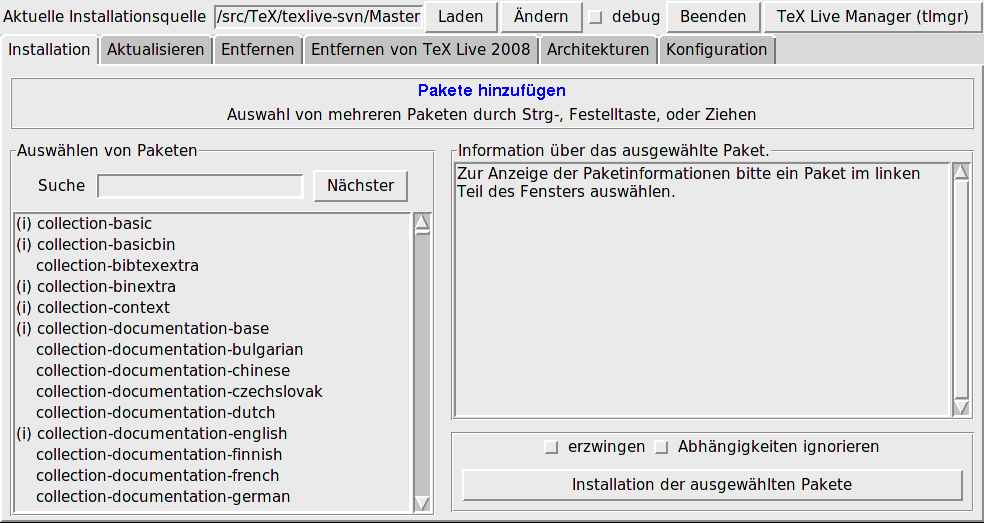 Aktuelle Installationsquelle /src/TeX/texlive-svn/Master Laden Ändern debug Beenden TeX Live Manager (tlmgr)
Installation Aktualisieren Entfernen Entfernen von TeX Live 2008 Architekturen Konfiguration
Pakete hinzufügen
Auswahl von mehreren Paketen durch Strg-, Festelltaste, oder Ziehen
Auswählen von Paketen
Suche Nächster
(i) collection-basic
(i) collection-basicbin
collection-bibtexextra
(i) collection-binextra
(i) collection-context
(i) collection-documentation-base
collection-documentation-bulgarian
collection-documentation-chinese
collection-documentation-czechslovak
collection-documentation-dutch
(i) collection-documentation-english
collection-documentation-finnish
collection-documentation-french
collection-documentation-german
Information über das ausgewählte Paket.
Zur Anzeige der Paketinformationen bitte ein Paket im linken
Teil des Fensters auswählen.
erzwingen Abhängigkeiten ignorieren
Installation der ausgewählten Pakete